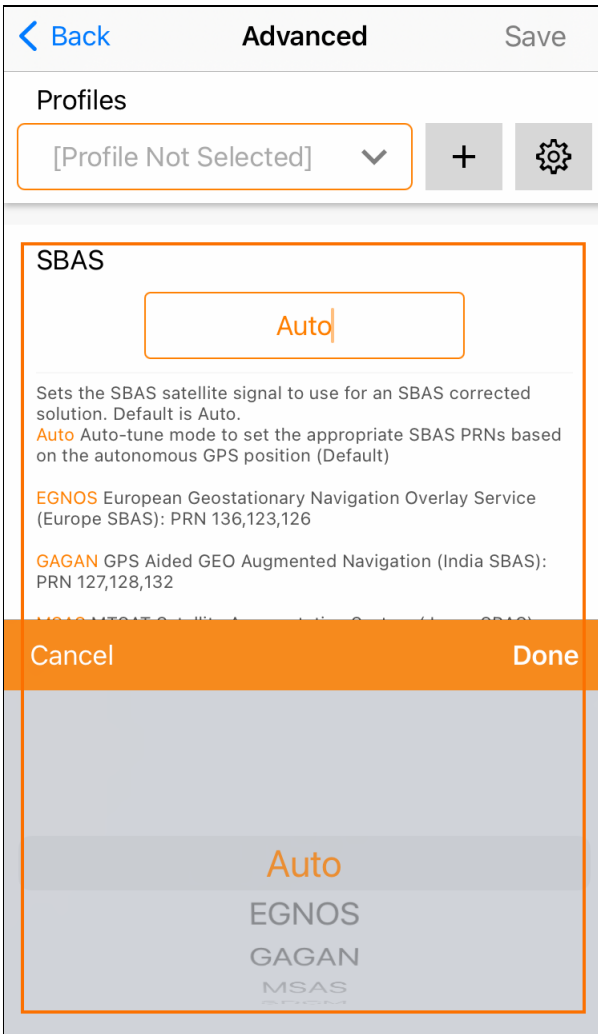 Back
Advanced
Save
Profiles
[Profile Not Selected]
+
SBAS
Auto
Sets the SBAS satellite signal to use for an SBAS corrected
solution. Default is Auto.
Auto Auto-tune mode to set the appropriate SBAS PRNs based
on the autonomous GPS position (Default)
EGNOS European Geostationary Navigation Overlay Service
(Europe SBAS): PRN 136,123,126
GAGAN GPS Aided GEO Augmented Navigation (India SBAS):
PRN 127,128,132
Cancel
Done
Auto
EGNOS
GAGAN
MSAS